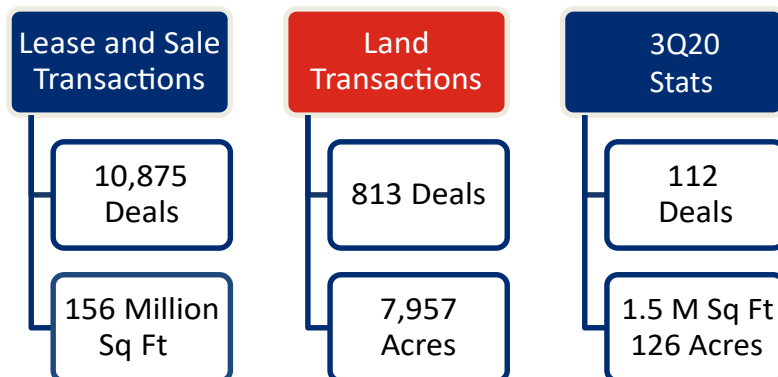 Lease and Sale
Transactions
10,875
Deals
156 Million
Sq Ft
Land
Transactions
813 Deals
7,957
Acres
3Q20
Stats
112
Deals
1.5 M Sq Ft
126 Acres